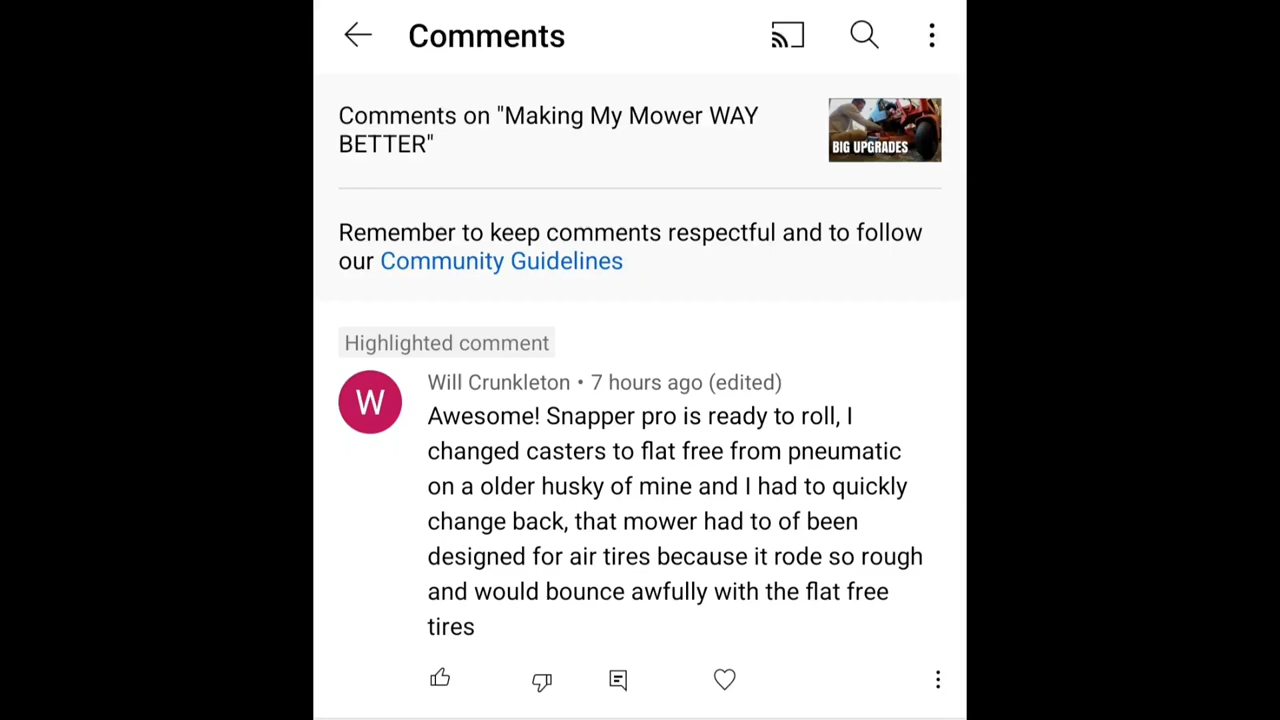 Comments
Comments on "Making My Mower WAY
BETTER"
BIG UPGRADES
Remember to keep comments respectful and to follow
our Community Guidelines
Highlighted comment
W
Will Crunkleton • 7 hours ago (edited)
Awesome! Snapper pro is ready to roll, I
changed casters to flat free from pneumatic
on a older husky of mine and I had to quickly
change back, that mower had to of been
designed for air tires because it rode so rough
and would bounce awfully with the flat free
tires